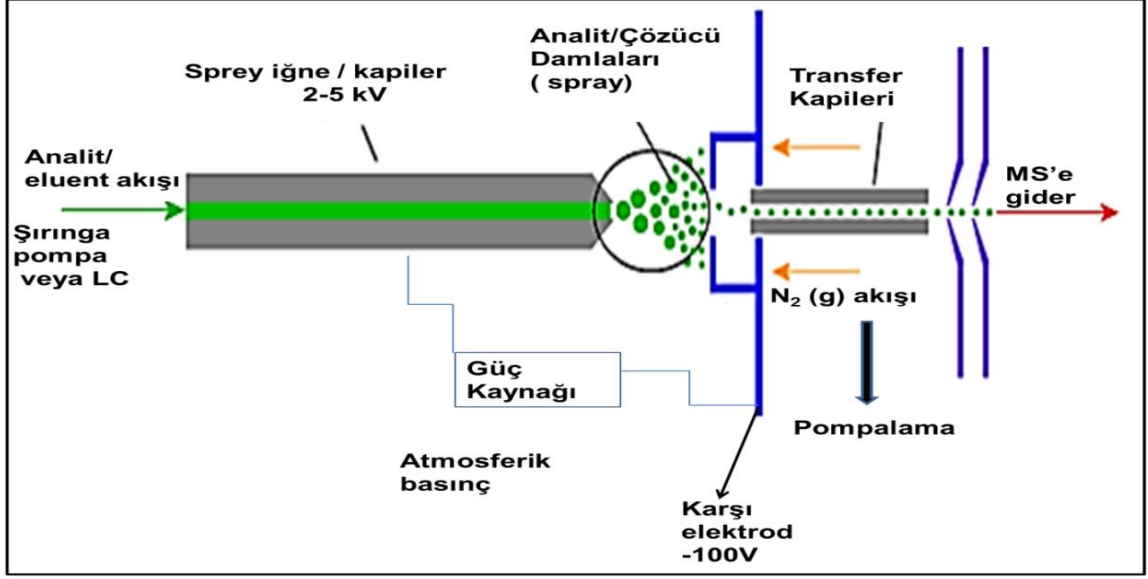 Sprey iğne / kapiler
2-5 kV
Analit/Çözücü
Damlaları
( spray)
Transfer
Kapileri
Analit/
eluent akışı
Şırınga
pompa
veya LC
MS’e
gider
N₂ (g) akışı
Güç
Kaynağı
Pompalama
Atmosferik
basınç
Karşı
elektrod
-100V